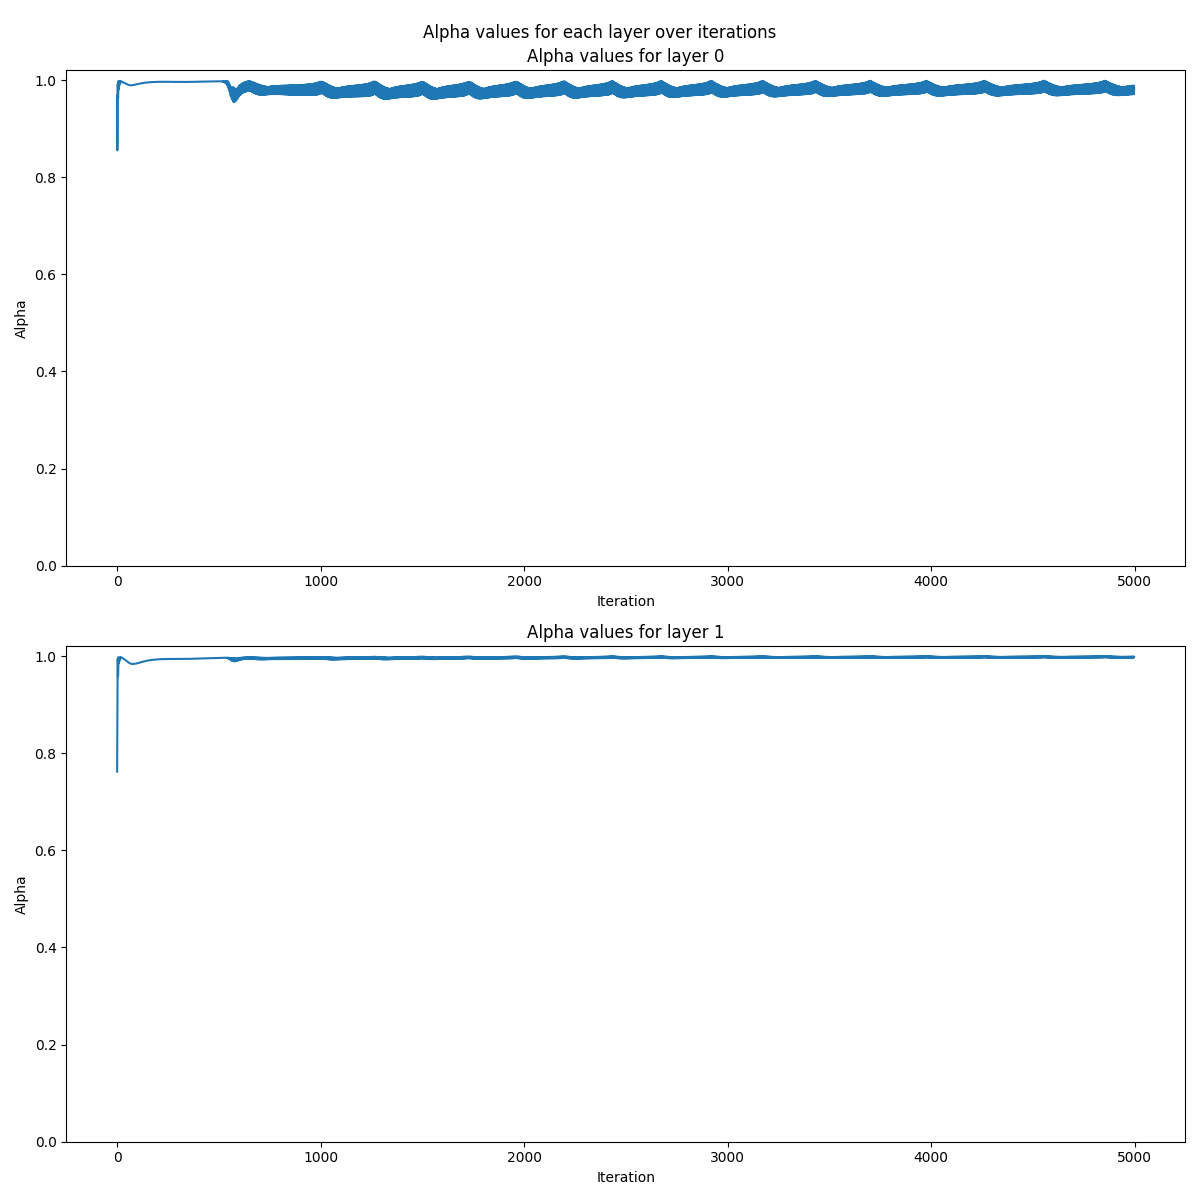 Alpha values for each layer over iterations
Alpha values for layer 0
1.0
0.8
0.6
0.4
0.2
0.0
Alpha
0 1000 2000 3000 4000 5000
Iteration
Alpha values for layer 1
1.0
0.8
0.6
0.4
0.2
0.0
Alpha
0 1000 2000 3000 4000 5000
Iteration